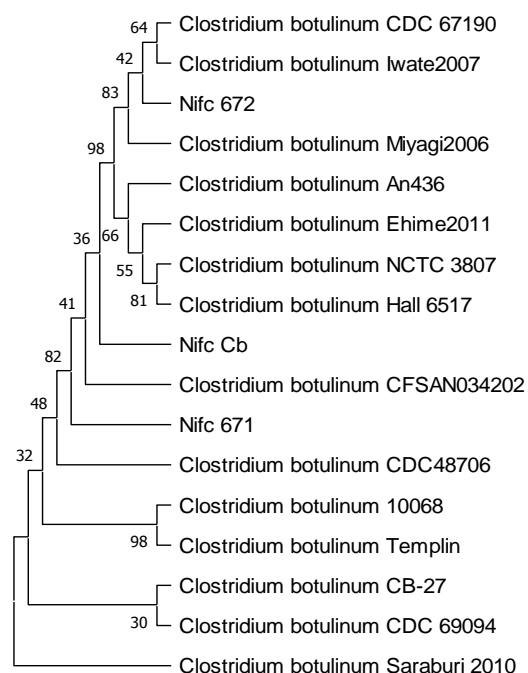 64
Clostridium botulinum CDC 67190
42
Clostridium botulinum Iwate2007
83
Nifc 672
98
Clostridium botulinum Miyagi2006
Clostridium botulinum An436
36
66
Clostridium botulinum Ehime2011
55
Clostridium botulinum NCTC 3807
41
81
Clostridium botulinum Hall 6517
Nifc Cb
82
Clostridium botulinum CFSAN034202
48
Nifc 671
32
Clostridium botulinum CDC48706
Clostridium botulinum 10068
98
Clostridium botulinum Templin
Clostridium botulinum CB-27
30
Clostridium botulinum CDC 69094
Clostridium botulinum Saraburi 2010